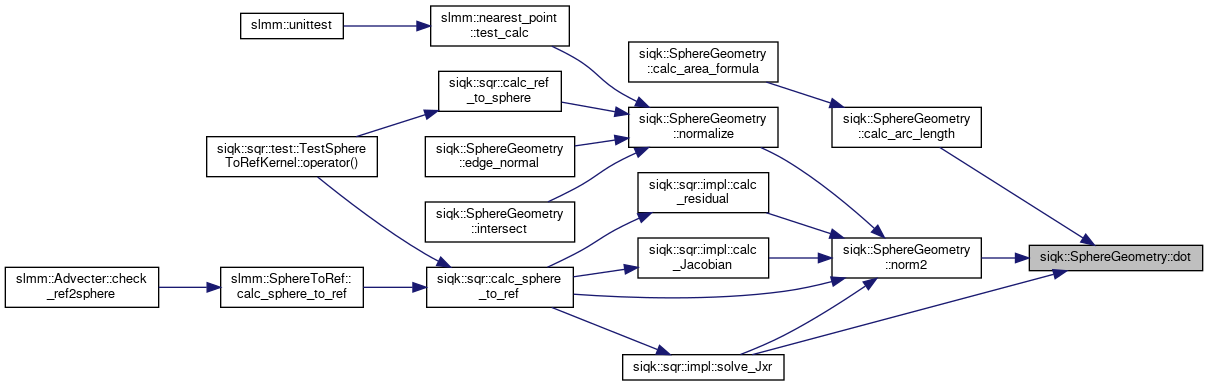 slmm::unittest
slmm::nearest_point
::test_calc
siqk::SphereGeometry
::calc_area_formula
siqk::sqr::calc_ref
_to_sphere
siqk::SphereGeometry
::normalize
siqk::SphereGeometry
::calc_arc_length
siqk::sqr::test::TestSphere
ToRefKernel::operator()
siqk::SphereGeometry
::edge_normal
siqk::sqr::impl::calc
_residual
siqk::SphereGeometry
::intersect
siqk::sqr::impl::calc
_Jacobian
siqk::SphereGeometry
::norm2
siqk::SphereGeometry::dot
slmm::Advecter::check
_ref2sphere
slmm::SphereToRef::
calc_sphere_to_ref
siqk::sqr::calc_sphere
_to_ref
siqk::sqr::impl::solve_Jxr